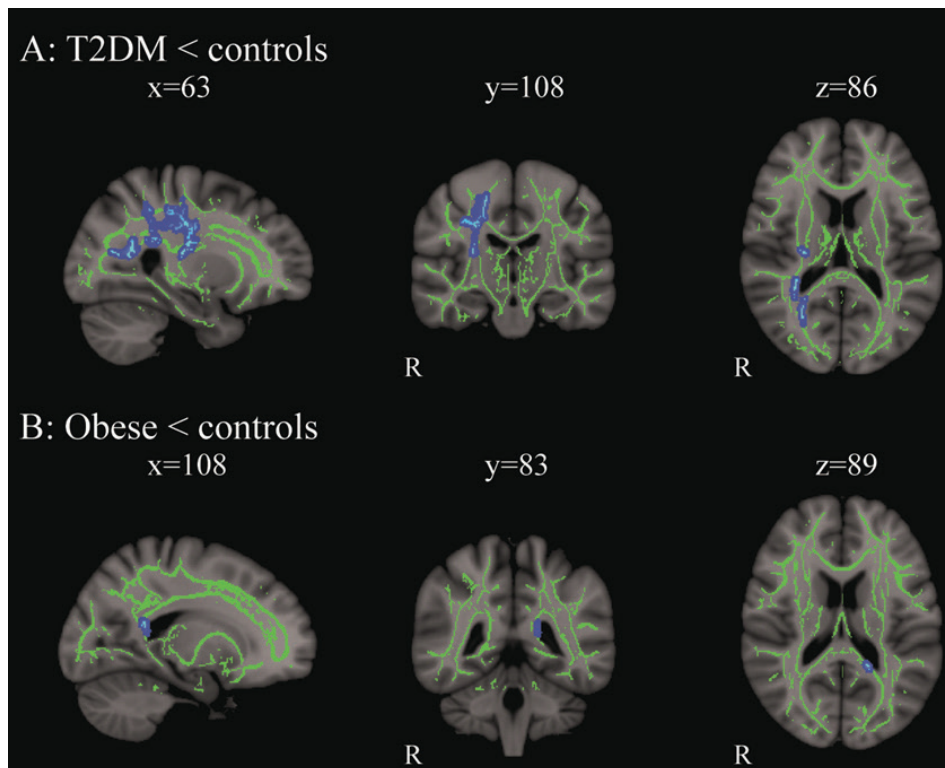 A: T2DM < controls
x=63 y=108 z=86
R R
B: Obese < controls
x=108 y=83 z=89
R R